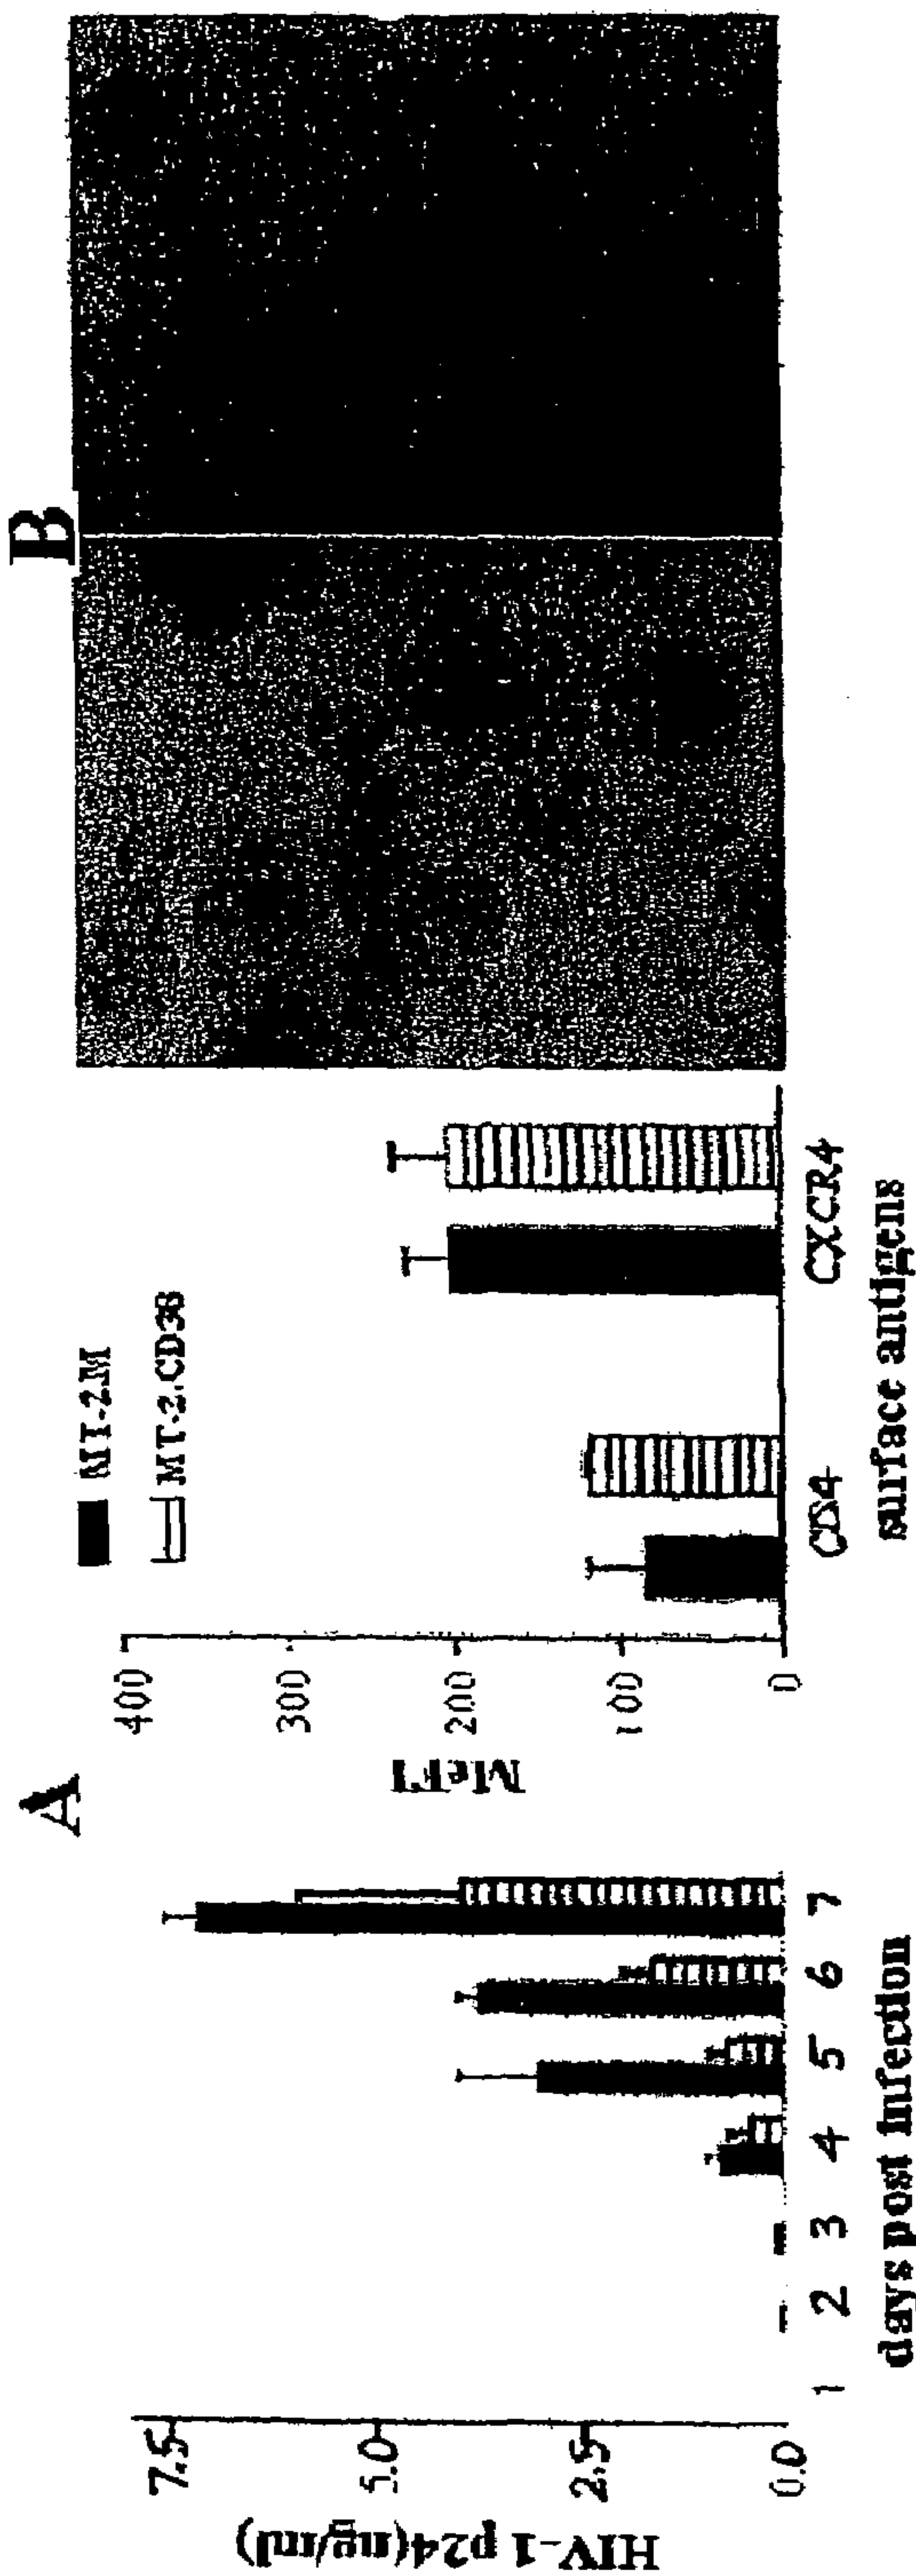 A
B
HIV-1 p24(ng/ml)
7.5
5.0
2.5
0.0
1 2 3 4 5 6 7
days post infection
MeFI
400
300
200
100
0
MT-2.M
MT-2.CD38
CD4 CXCR4
surface antigens